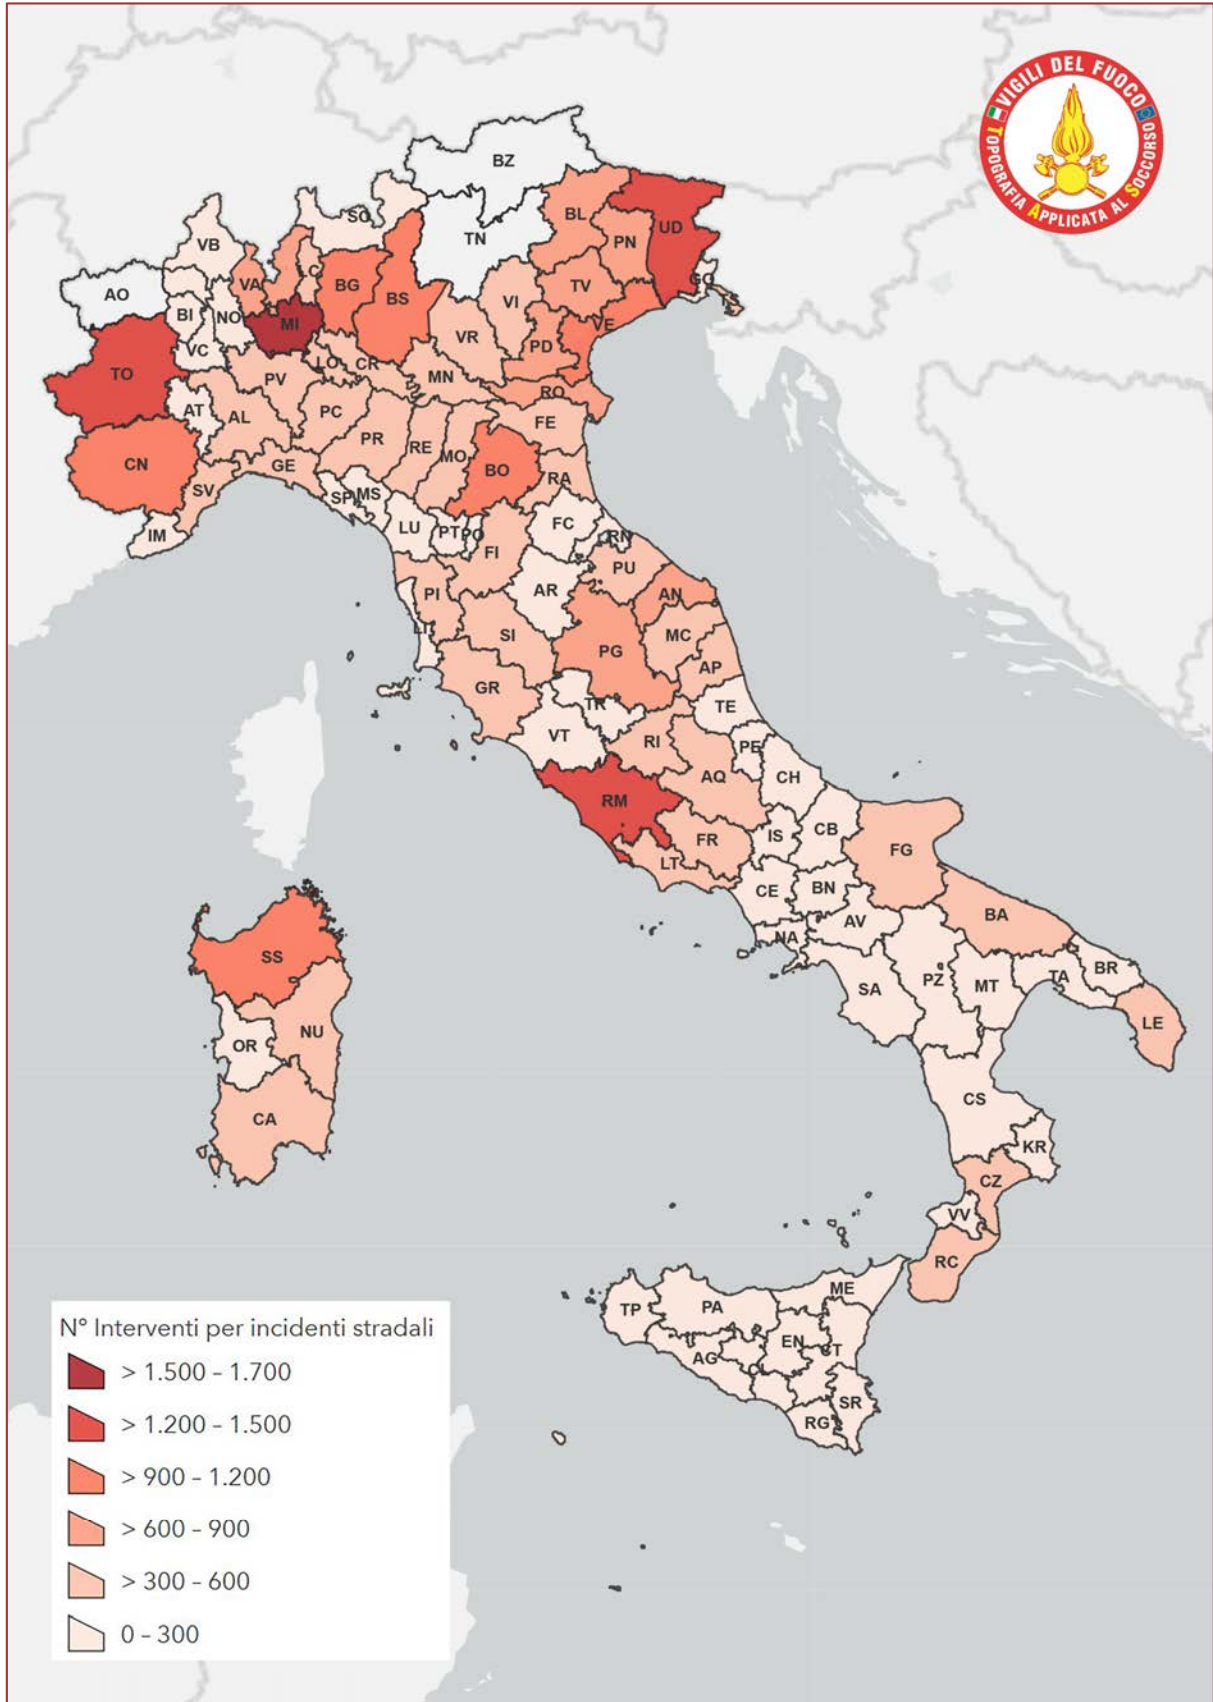 VIGILI DEL FUOCO
TOPOGRAFIA APPLICATA AL SOCCORSO
BZ
SO
BL
UD
VB
TN
PN
GO
AO
VA
BG
BS
VI
TV
BI
NO
MI
VE
VC
VR
PD
TO
LO
CR
MN
RO
PV
AT
AL
PC
FE
PR
RE
MO
BO
CN
GE
RA
SV
SP
MS
LU
PT
PO
FC
RN
IM
FI
PU
PI
AR
AN
LI
SI
MC
PG
AP
GR
TR
TE
VT
RI
PE
AQ
CH
RM
FR
IS
CB
FG
LT
CE
BN
BA
NA
AV
SS
SA
PZ
MT
TA
BR
LE
NU
OR
CS
CA
KR
CZ
VV
RC
ME
TP
PA
EN
AG
CT
SR
RG
N° Interventi per incidenti stradali
> 1.500 – 1.700
> 1.200 – 1.500
> 900 – 1.200
> 600 – 900
> 300 – 600
0 – 300